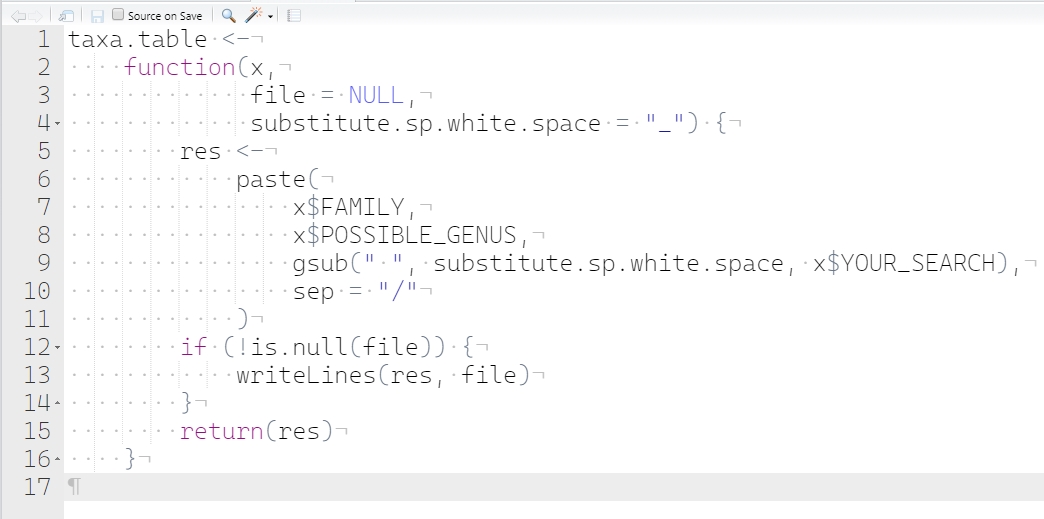 Source on Save
1 taxa.table <-
2     function(x,
3              file = NULL,
4              substitute.sp.white.space = "_") {
5         res <-
6             paste(
7                 x$FAMILY,
8                 x$POSSIBLE_GENUS,
9                 gsub(" ", substitute.sp.white.space, x$YOUR_SEARCH),
10                 sep = "/"
11             )
12         if (!is.null(file)) {
13             writeLines(res, file)
14         }
15         return(res)
16     }
17